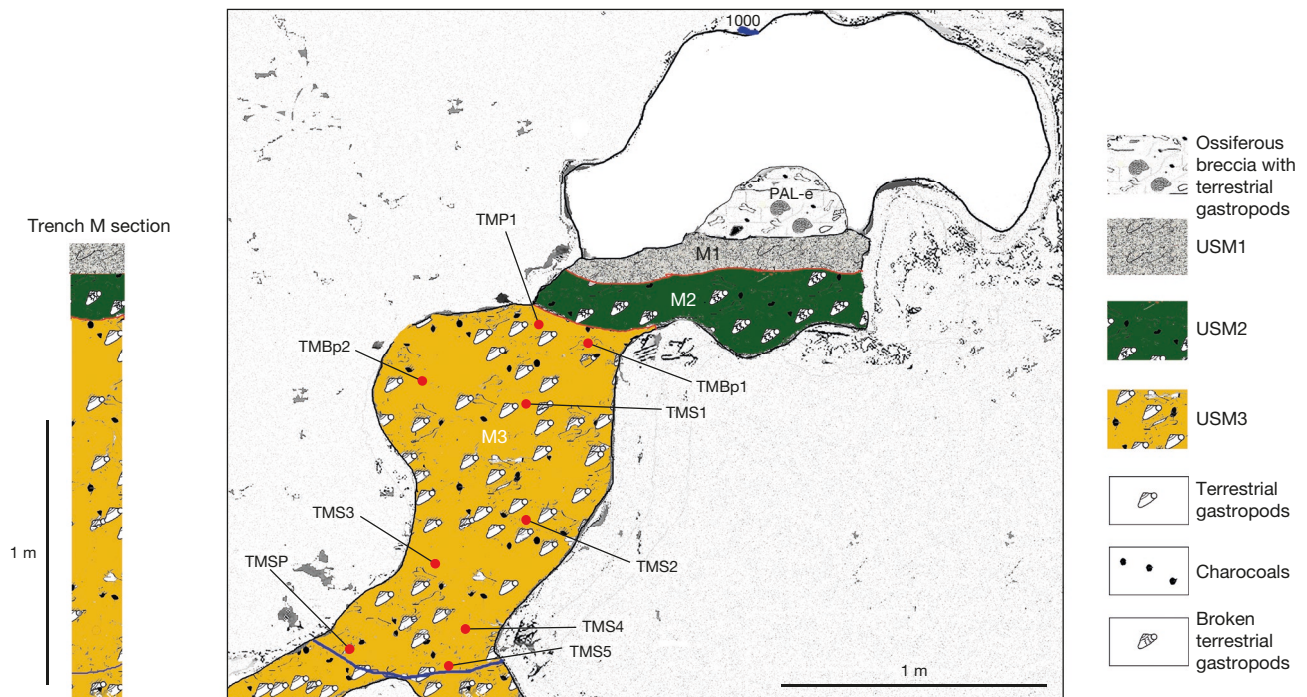 Trench M section
1 m
1000
PAL-e
TMP1
M1
M2
TMBp2
TMBp1
TMS1
M3
TMS3
TMS2
TMSP
TMS4
TMS5
1 m
Ossiferous
breccia with
terrestrial
gastropods
USM1
USM2
USM3
Terrestrial
gastropods
Charocoals
Broken
terrestrial
gastropods